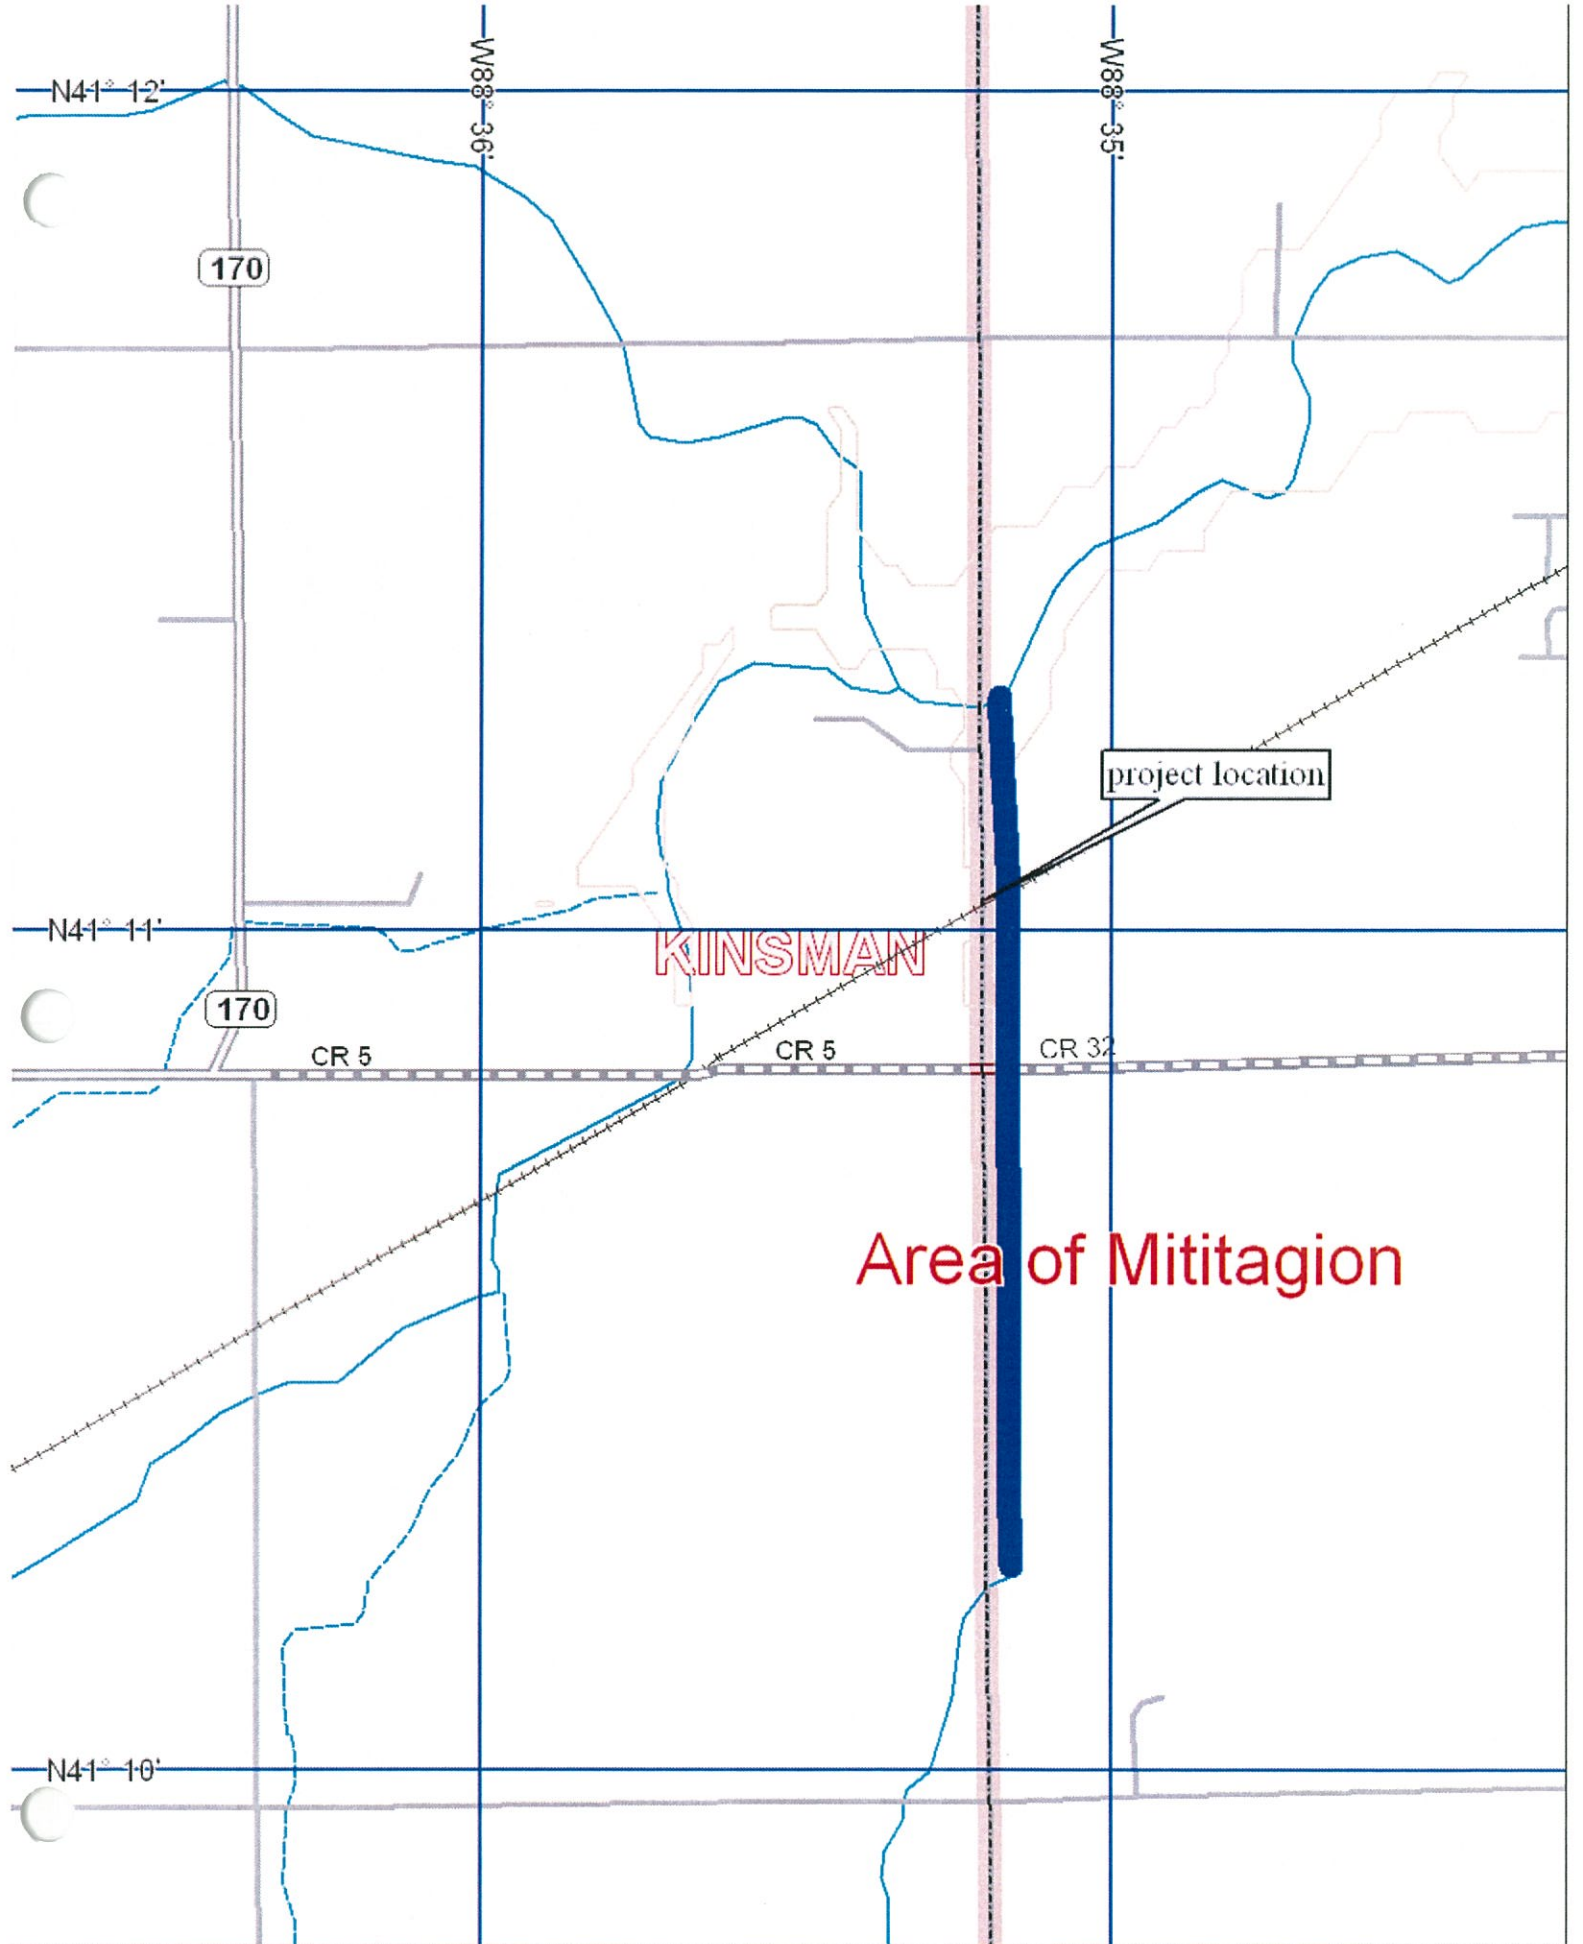 N41° 12'
W88° 36'
W88° 35'
170
project location
N41° 11'
KINSMAN
170
CR 5
CR 5
CR 32
Area of Mititagion
N41° 10'